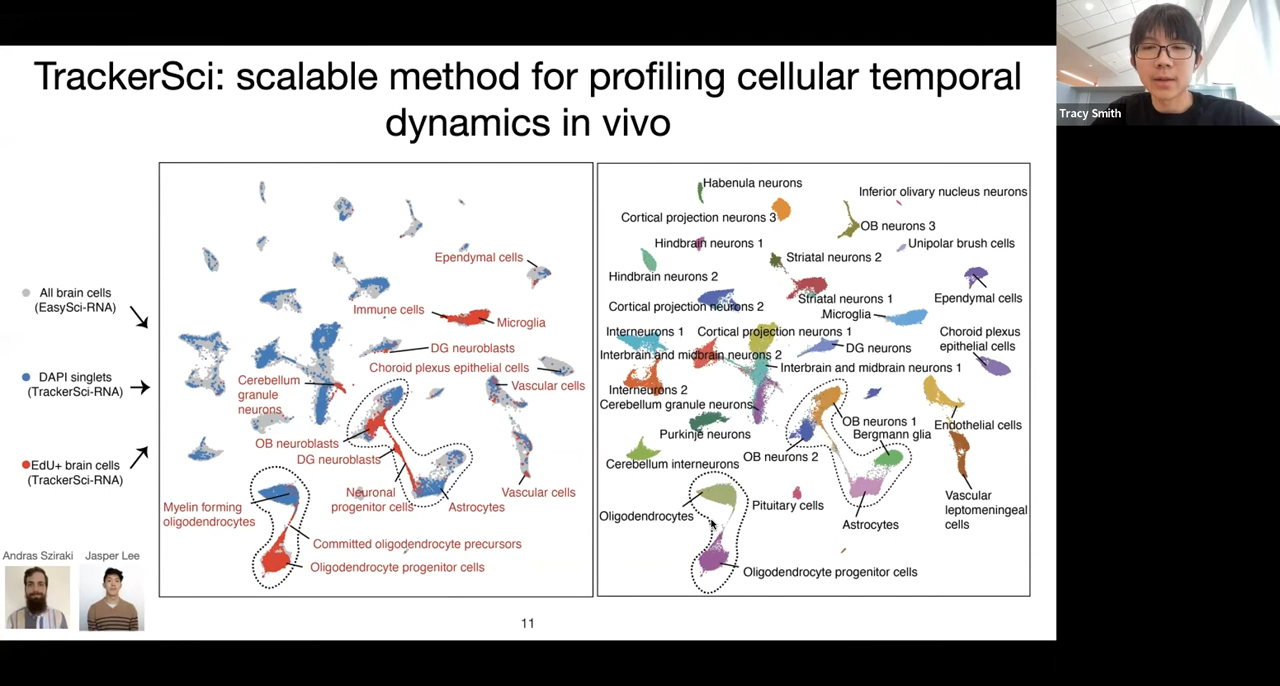 TrackerSci: scalable method for profiling cellular temporal
dynamics in vivo
Tracy Smith
All brain cells
(EasySci-RNA)
DAPI singlets
(TrackerSci-RNA)
EdU+ brain cells
(TrackerSci-RNA)
Ependymal cells
Immune cells
Microglia
DG neuroblasts
Choroid plexus epithelial cells
Cerebellum
granule
neurons
Vascular cells
OB neuroblasts
DG neuroblasts
Neuronal
progenitor cells
Astrocytes
Vascular cells
Myelin forming
oligodendrocytes
Committed oligodendrocyte precursors
Oligodendrocyte progenitor cells
Habenula neurons
Inferior olivary nucleus neurons
Cortical projection neurons 3
OB neurons 3
Hindbrain neurons 1
Unipolar brush cells
Striatal neurons 2
Hindbrain neurons 2
Ependymal cells
Striatal neurons 1
Cortical projection neurons 2
Microglia
Interneurons 1
Cortical projection neurons 1
Choroid plexus
epithelial cells
DG neurons
Interbrain and midbrain neurons 2
Interbrain and midbrain neurons 1
Interneurons 2
Cerebellum granule neurons
OB neurons 1
Endothelial cells
Purkinje neurons
Bergmann glia
OB neurons 2
Cerebellum interneurons
Vascular
leptomeningeal
cells
Pituitary cells
Oligodendrocytes
Astrocytes
Oligodendrocyte progenitor cells
Andras Sziraki
Jasper Lee
11